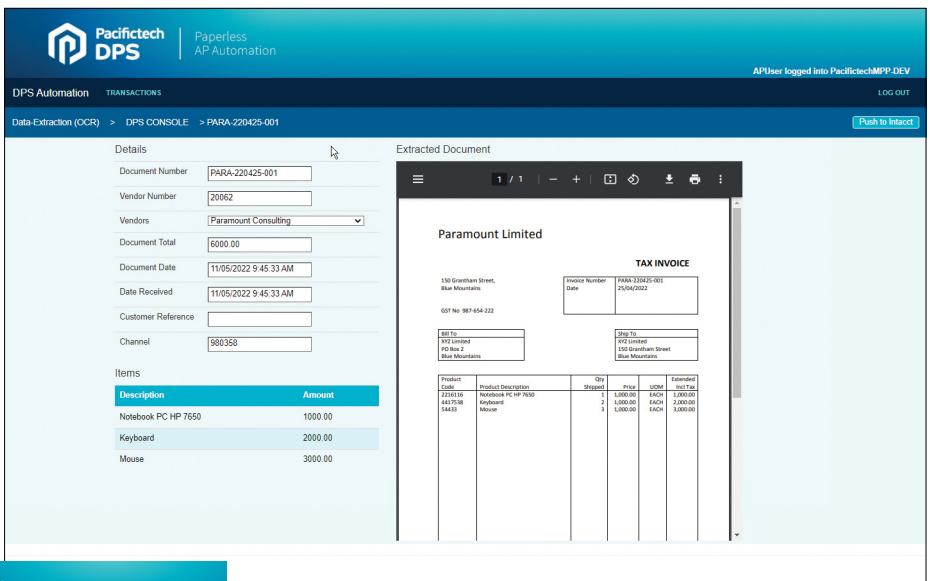 Pacifictech
DPS
Paperless
AP Automation
APUser logged into PacifictechMPP-DEV
DPS Automation TRANSACTIONS LOG OUT
Data-Extraction (OCR) > DPS CONSOLE > PARA-220425-001 Push to Intacct
Details
Document Number PARA-220425-001
Vendor Number 20062
Vendors Paramount Consulting
Document Total 6000.00
Document Date 11/05/2022 9:45:33 AM
Date Received 11/05/2022 9:45:33 AM
Customer Reference
Channel 980358
Items
Description Amount
Notebook PC HP 7650 1000.00
Keyboard 2000.00
Mouse 3000.00
Extracted Document
1 / 1
Paramount Limited
TAX INVOICE
150 Grantham Street,
Blue Mountains
Invoice Number PARA-220425-001
Date 25/04/2022
GST No 987-654-222
Bill To
XYZ Limited
PO Box 2
Blue Mountains
Ship To
XYZ Limited
150 Grantham Street
Blue Mountains
Product Code Product Description Qty Shipped Price UOM Extended Incl Tax
2216116 Notebook PC HP 7650 1 1,000.00 EACH 1,000.00
4417538 Keyboard 2 1,000.00 EACH 2,000.00
54433 Mouse 3 1,000.00 EACH 3,000.00